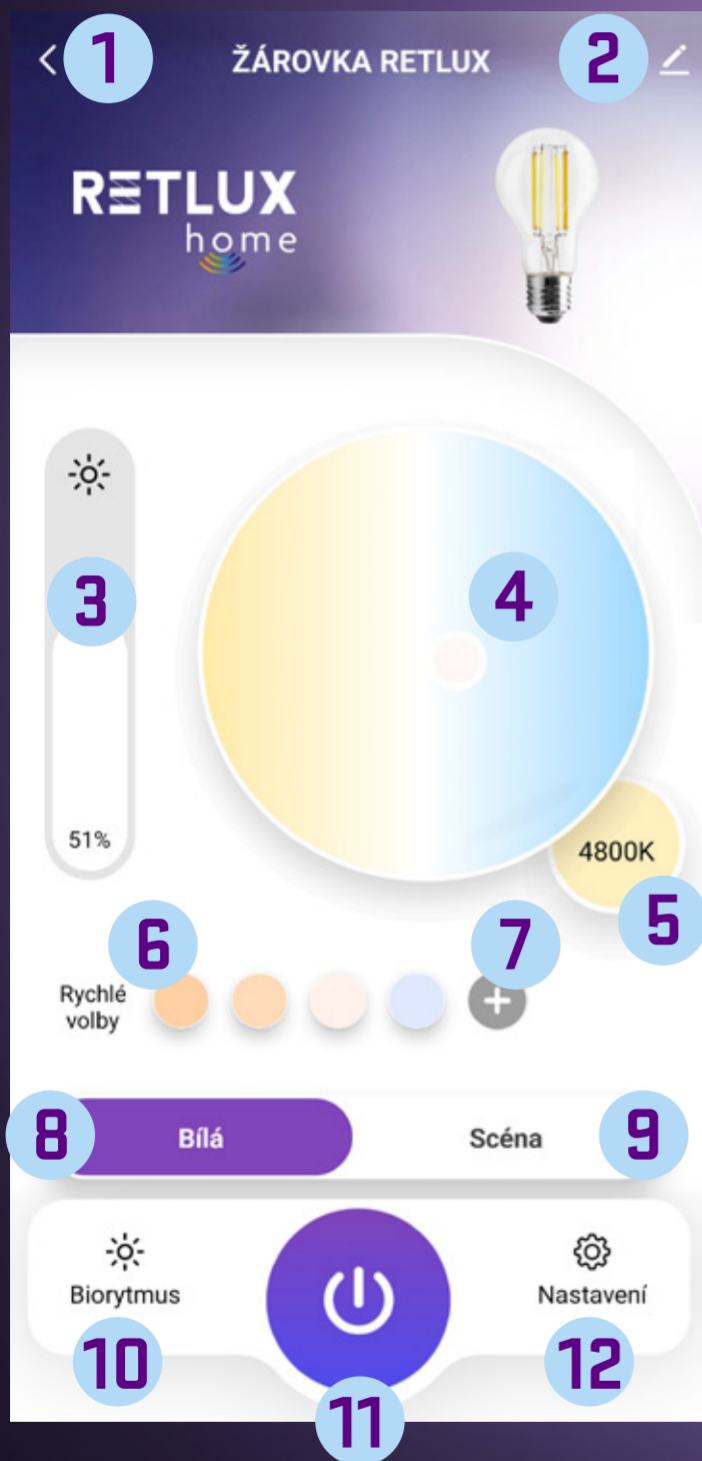 1
ŽÁROVKA RETLUX
2
RETLUX
home
3
4
51%
4800K
5
6
7
Rychlé
volby
+
8
Bílá
Scéna
9
Biorytmus
Nastavení
10
12
11